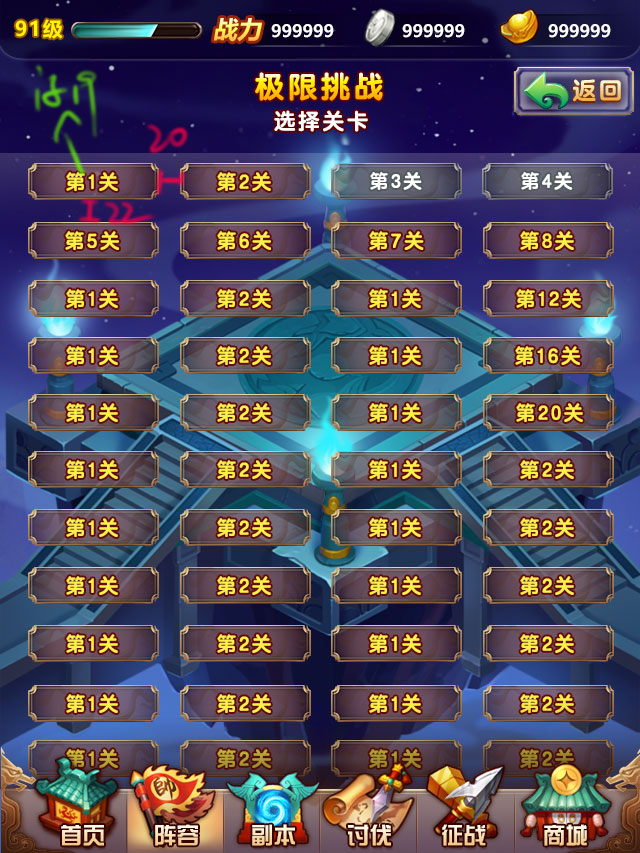 91级 战力 999999 999999 999999
极限挑战 返回
选择关卡
20
第1关 第2关 第3关 第4关
22
第5关 第6关 第7关 第8关
第1关 第2关 第1关 第12关
第1关 第2关 第1关 第16关
第1关 第2关 第1关 第20关
第1关 第2关 第1关 第2关
第1关 第2关 第1关 第2关
第1关 第2关 第1关 第2关
第1关 第2关 第1关 第2关
第1关 第2关 第1关 第2关
第1关 第2关 第1关 第2关
帥
首页 阵容 副本 讨伐 征战 商城